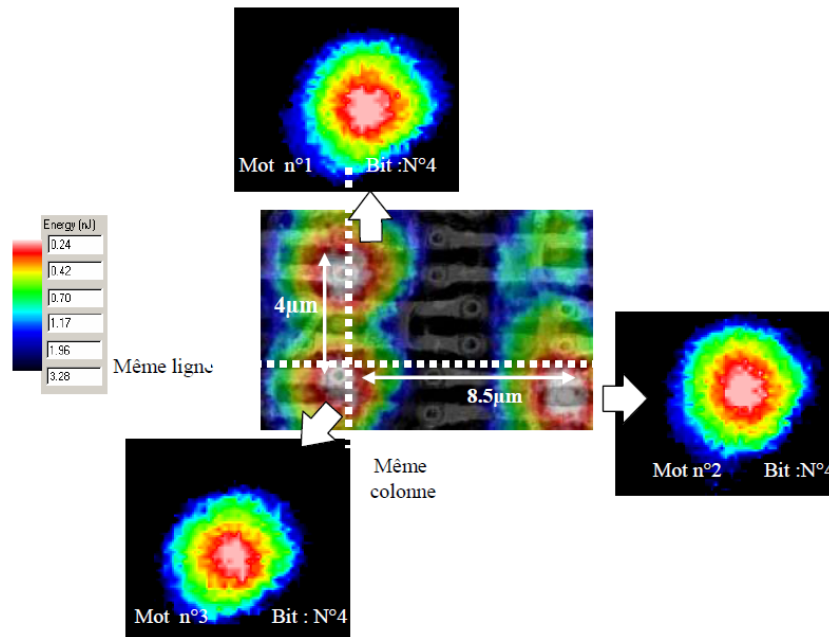 Mot n°1 Bit :N°4
Energy (nJ)
0.24
0.42
0.70
1.17
1.96
3.28
4µm
Même ligne
8.5µm
Même
colonne
Mot n°2 Bit :N°4
Mot n°3 Bit : N°4